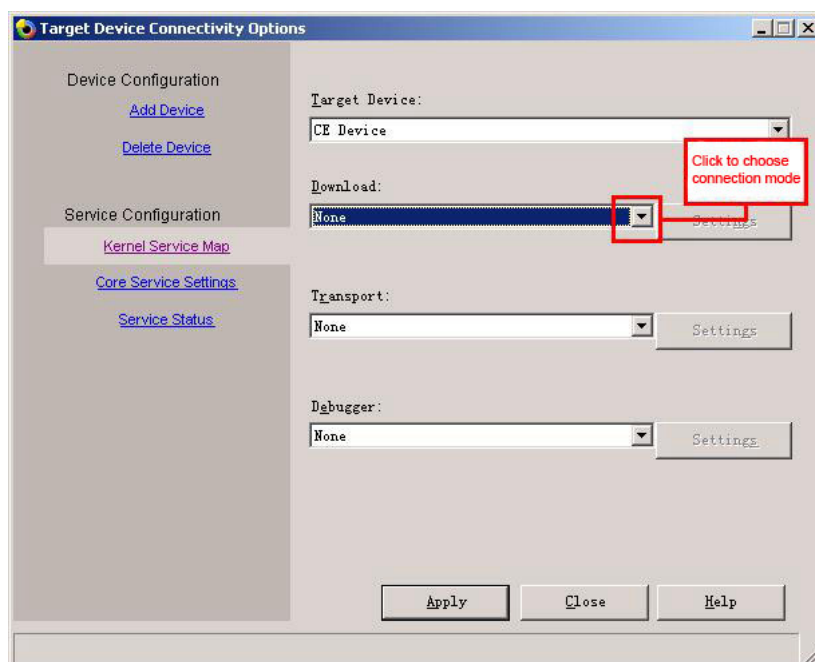 Target Device Connectivity Options
Device Configuration
Add Device
Delete Device
Service Configuration
Kernel Service Map
Core Service Settings
Service Status
Target Device:
CE Device
Click to choose
connection mode
Download:
None
Settings
Transport:
None
Settings
Debugger:
None
Settings
Apply
Close
Help